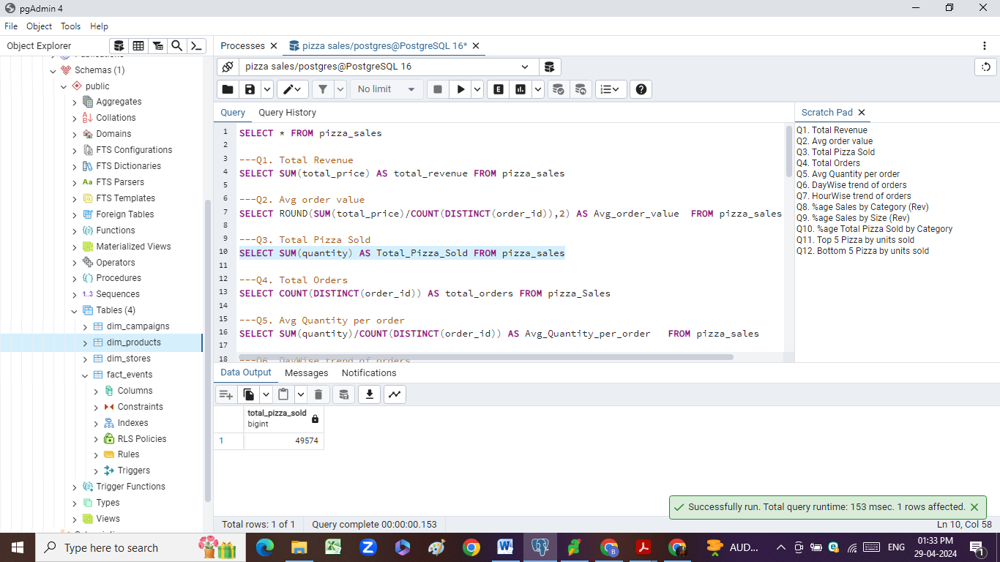 pgAdmin 4
File Object Tools Help
Object Explorer
Processes
pizza sales/postgres@PostgreSQL 16*
Schemas (1)
public
Aggregates
Collations
Domains
FTS Configurations
FTS Dictionaries
Aa FTS Parsers
FTS Templates
Foreign Tables
Functions
Materialized Views
Operators
Procedures
1..3 Sequences
Tables (4)
dim_campaigns
dim_products
dim_stores
fact_events
Columns
Constraints
Indexes
RLS Policies
Rules
Triggers
Trigger Functions
Types
Views
pizza sales/postgres@PostgreSQL 16
No limit
E
Query Query History
1 SELECT * FROM pizza_sales
2
3 ---Q1. Total Revenue
4 SELECT SUM(total_price) AS total_revenue FROM pizza_sales
5
6 ---Q2. Avg order value
7 SELECT ROUND(SUM(total_price)/COUNT(DISTINCT(order_id)),2) AS Avg_order_value  FROM pizza_sales
8
9 ---Q3. Total Pizza Sold
10 SELECT SUM(quantity) AS Total_Pizza_Sold FROM pizza_sales
11
12 ---Q4. Total Orders
13 SELECT COUNT(DISTINCT(order_id)) AS total_orders FROM pizza_Sales
14
15 ---Q5. Avg Quantity per order
16 SELECT SUM(quantity)/COUNT(DISTINCT(order_id)) AS Avg_Quantity_per_order   FROM pizza_sales
17
18 ---Q6. DayWise trend of orders
Scratch Pad
Q1. Total Revenue
Q2. Avg order value
Q3. Total Pizza Sold
Q4. Total Orders
Q5. Avg Quantity per order
Q6. DayWise trend of orders
Q7. HourWise trend of orders
Q8. %age Sales by Category (Rev)
Q9. %age Sales by Size (Rev)
Q10. %age Total Pizza Sold by Category
Q11. Top 5 Pizza by units sold
Q12. Bottom 5 Pizza by units sold
Data Output Messages Notifications
total_pizza_sold
bigint
1 49574
Successfully run. Total query runtime: 153 msec. 1 rows affected.
Total rows: 1 of 1 Query complete 00:00:00.153 Ln 10, Col 58
Type here to search
AUD... ENG
01:33 PM
29-04-2024
1